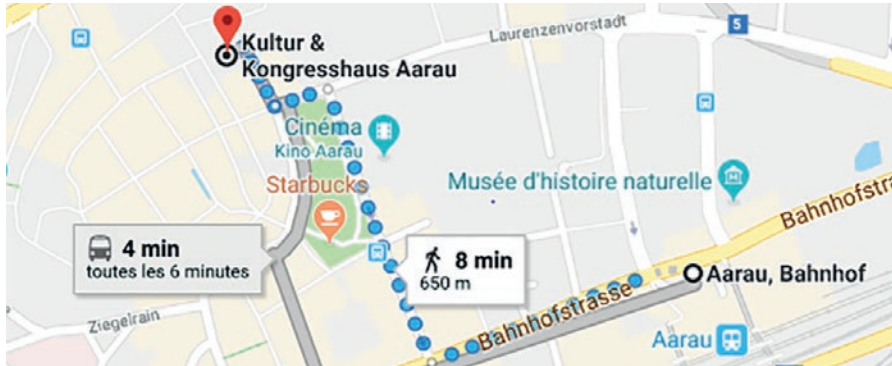 Laurenzenvorstadt
5
Kultur &
Kongresshaus Aarau
Cinéma
Kino Aarau
Starbucks
Musée d'histoire naturelle
Bahnhofstrasse
4 min
toutes les 6 minutes
8 min
650 m
Aarau, Bahnhof
Bahnhofstrasse
Ziegelrain
Aarau